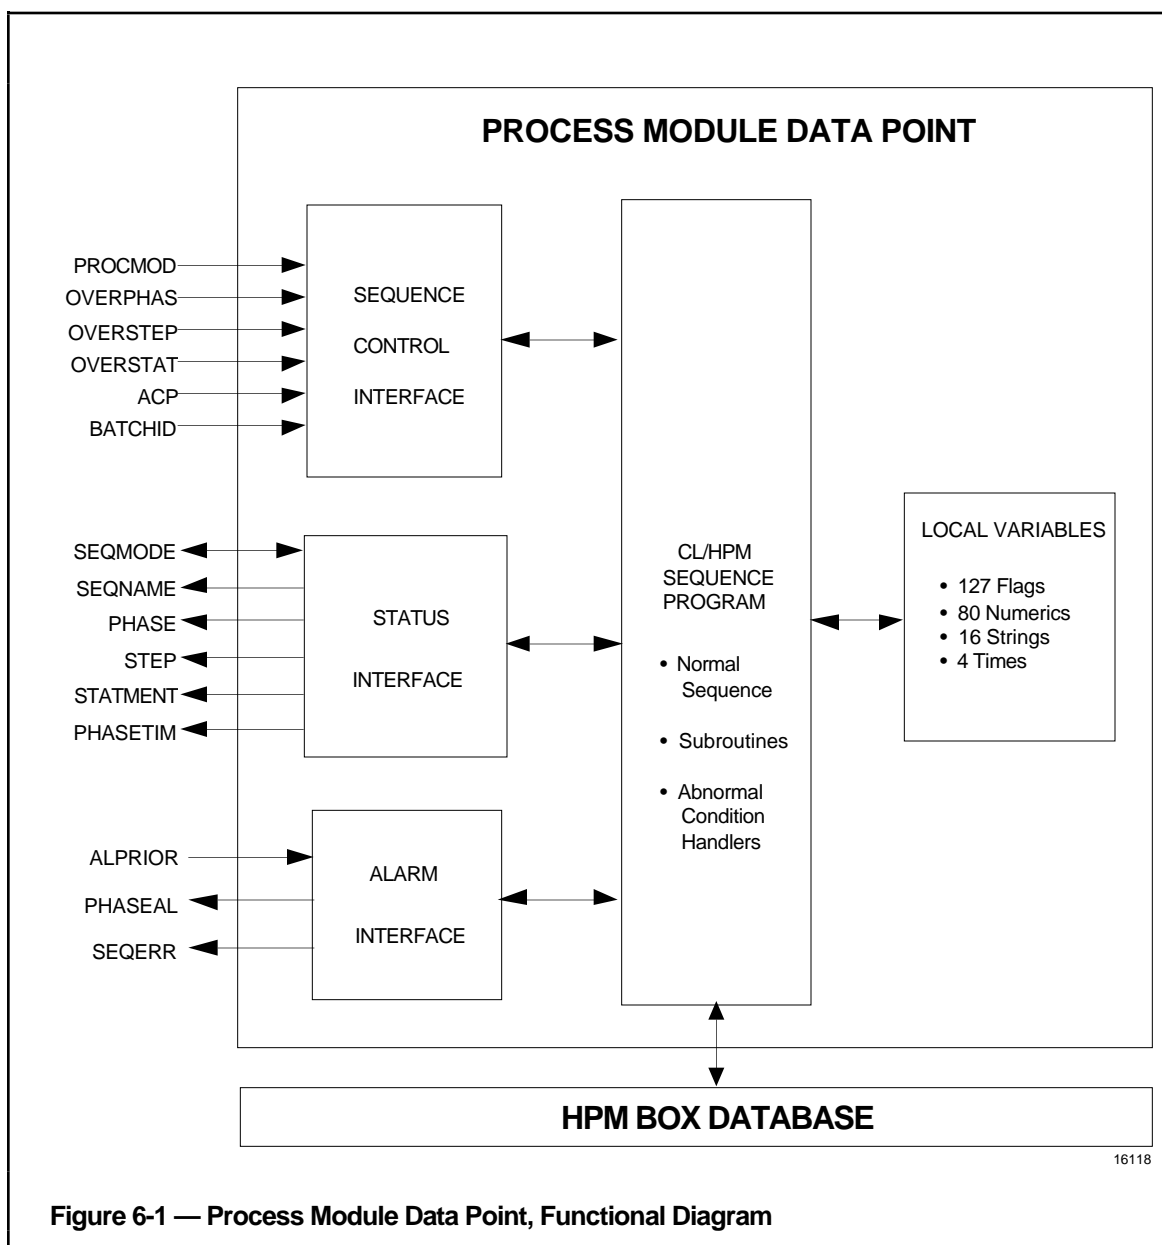 PROCESS MODULE DATA POINT
PROCMOD
OVERPHAS
OVERSTEP
OVERSTAT
ACP
BATCHID
SEQUENCE
CONTROL
INTERFACE
SEQMODE
SEQNAME
PHASE
STEP
STATMENT
PHASETIM
STATUS
INTERFACE
ALPRIOR
PHASEAL
SEQERR
ALARM
INTERFACE
CL/HPM
SEQUENCE
PROGRAM
• Normal
Sequence
• Subroutines
• Abnormal
Condition
Handlers
LOCAL VARIABLES
• 127 Flags
• 80 Numerics
• 16 Strings
• 4 Times
HPM BOX DATABASE
16118
Figure 6-1 — Process Module Data Point, Functional Diagram